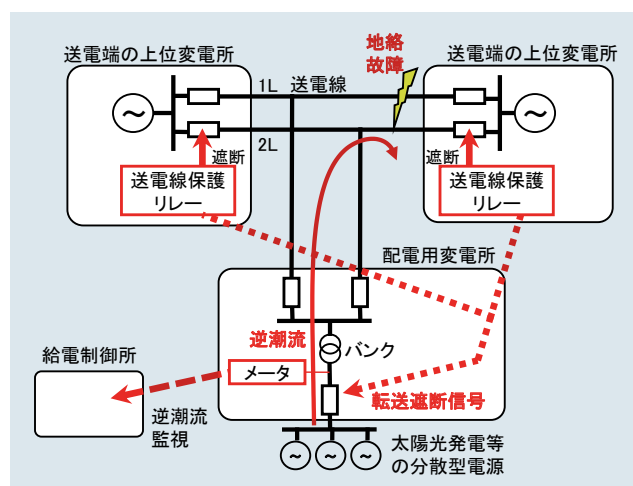 送電端の上位変電所
地絡
故障
送電端の上位変電所
1L 送電線
2L
遮断
遮断
送電線保護
リレー
送電線保護
リレー
配電用変電所
逆潮流
バンク
給電制御所
メータ
転送遮断信号
逆潮流
監視
太陽光発電等
の分散型電源
~
~
~
~
~